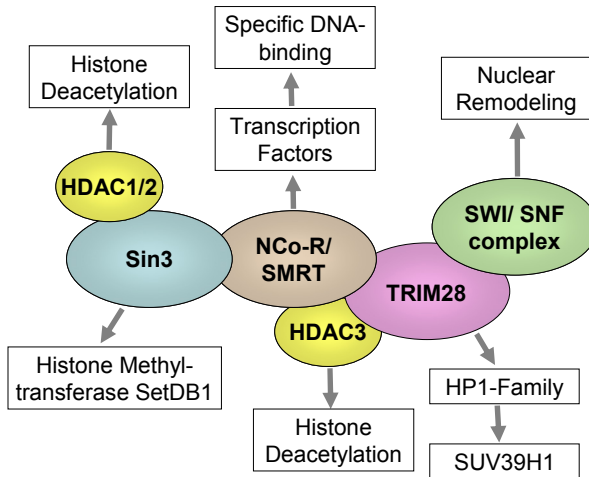 Specific DNA-
binding
Histone
Deacetylation
Nuclear
Remodeling
Transcription
Factors
HDAC1/2
SWI/ SNF
complex
Sin3
NCo-R/
SMRT
TRIM28
HDAC3
Histone Methyl-
transferase SetDB1
HP1-Family
Histone
Deacetylation
SUV39H1